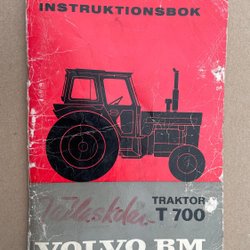 INSTRUKTIONSBOK
TRAKTOR
T 700
VOLVO BM